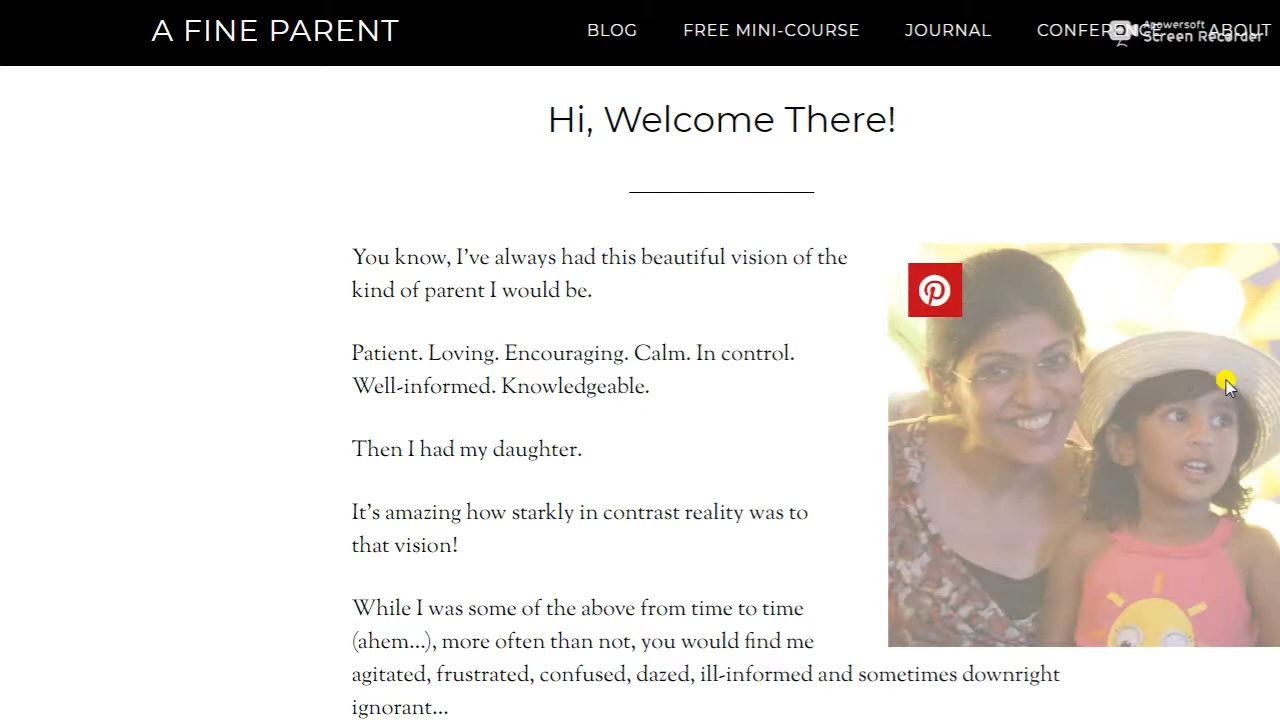 A FINE PARENT
BLOG FREE MINI-COURSE JOURNAL CONFERENCE ABOUT
Apowersoft
Screen Recorder
Hi, Welcome There!
You know, I’ve always had this beautiful vision of the
kind of parent I would be.
Patient. Loving. Encouraging. Calm. In control.
Well-informed. Knowledgeable.
Then I had my daughter.
It’s amazing how starkly in contrast reality was to
that vision!
While I was some of the above from time to time
(ahem…), more often than not, you would find me
agitated, frustrated, confused, dazed, ill-informed and sometimes downright
ignorant…